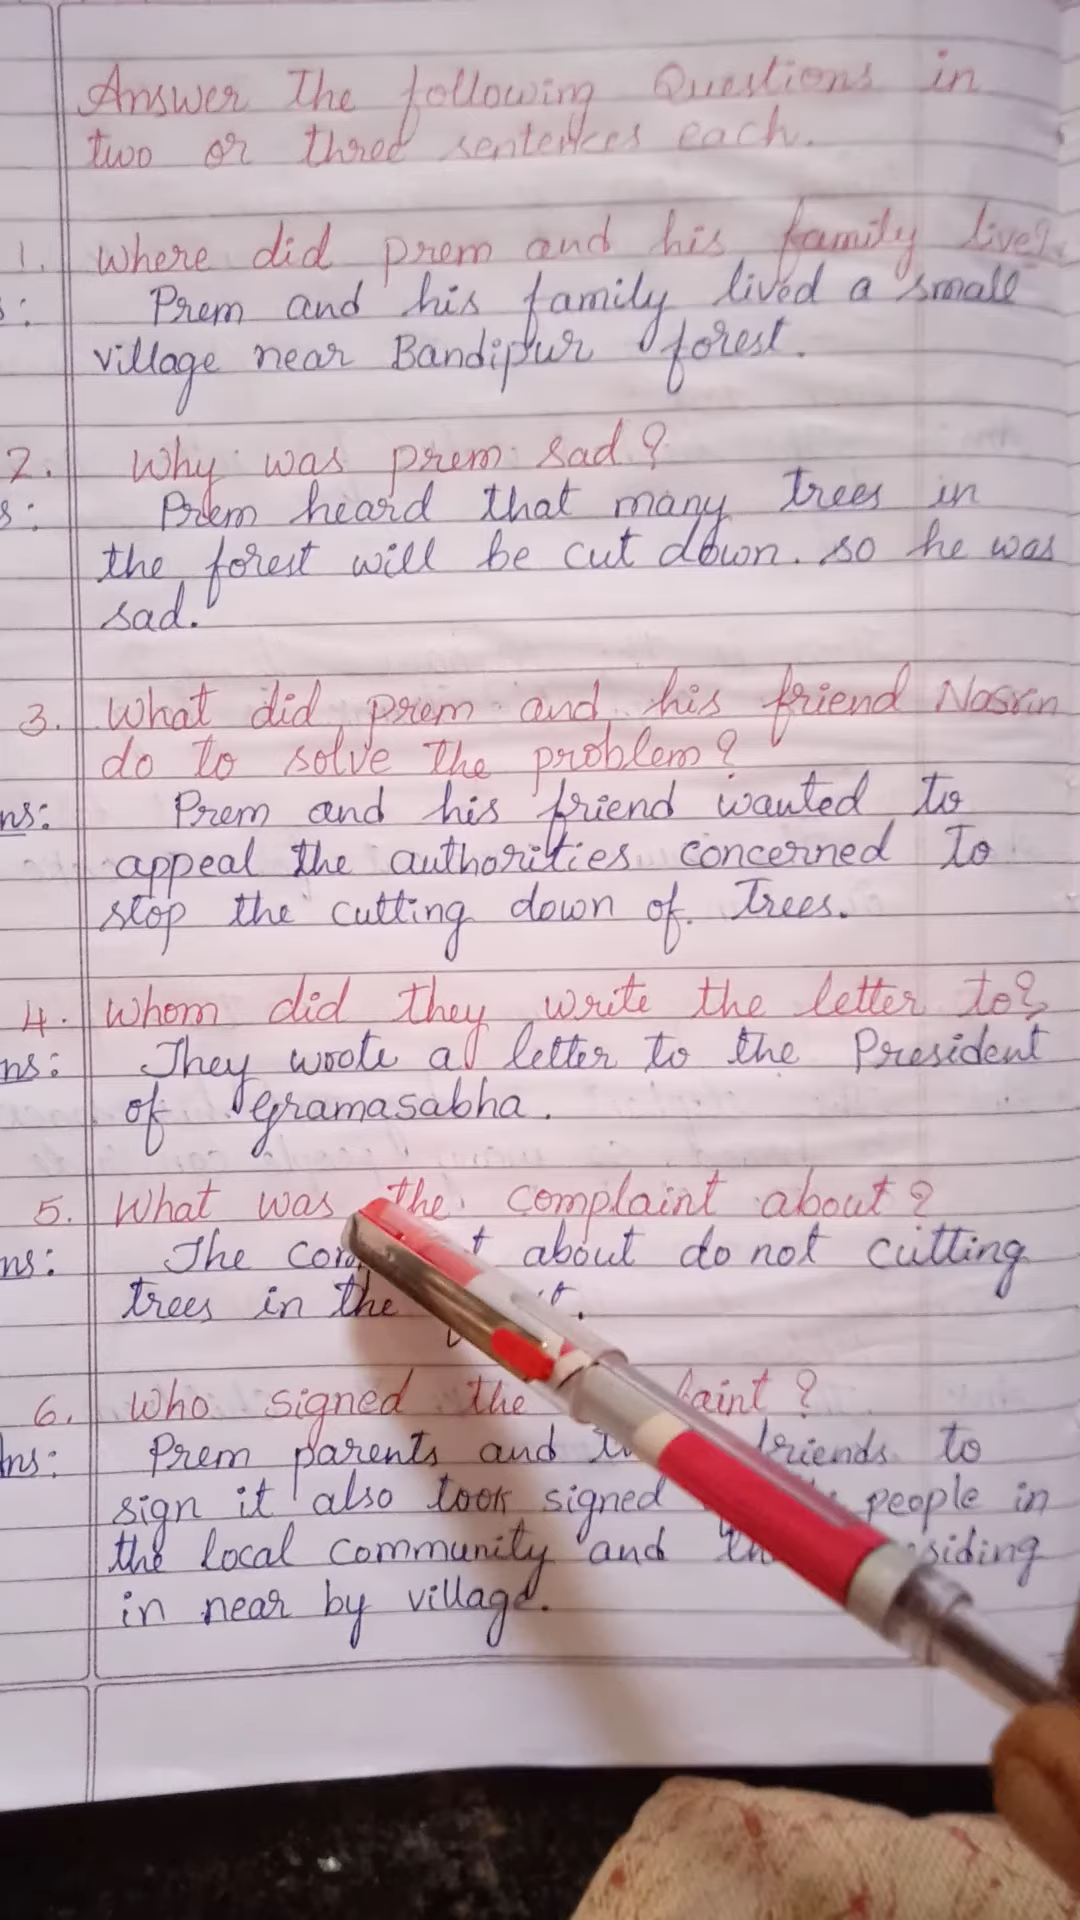 Answer The following Questions in
two or three sentences each.
1. Where did prem and his family live?
s: Prem and his family lived a small
village near Bandipur forest.
2. Why was prem sad?
s: Prem heard that many trees in
the forest will be cut down. so he was
sad.
3. What did prem and his friend Nasrin
do to solve the problem?
ns: Prem and his friend wanted to
appeal the authorities concerned to
stop the cutting down of trees.
4. Whom did they write the letter to?
ns: They wrote a letter to the President
of gramasabha.
5. What was the complaint about?
ns: The about do not cutting
trees in the
6. Who signed the
ns: Prem parents and friends to
sign it also took signed people in
the local community and
in near by village.